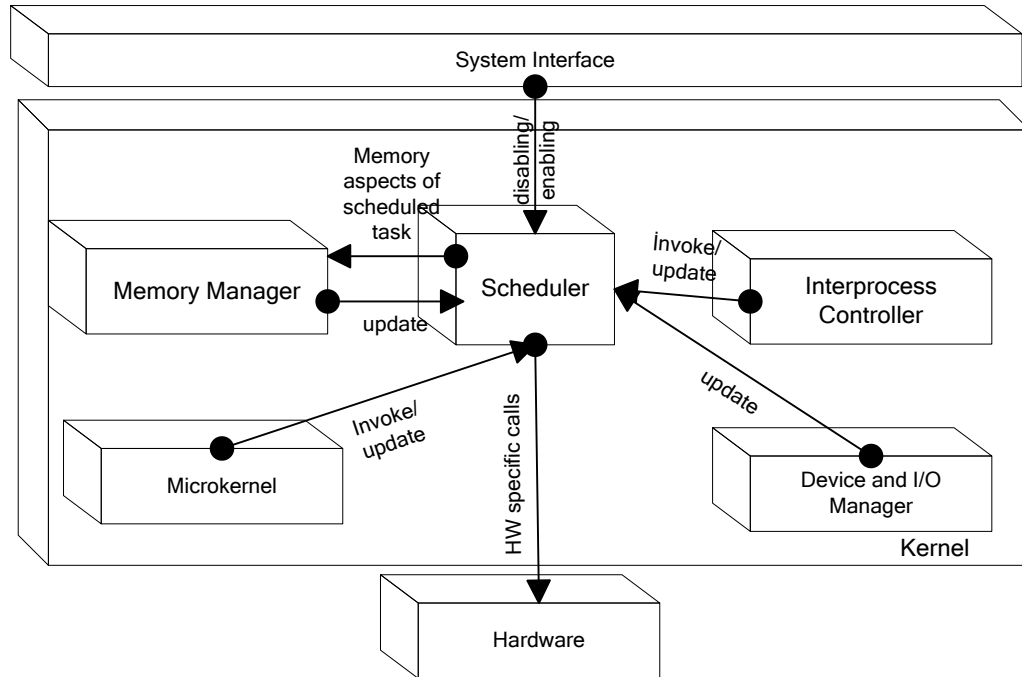 System Interface
disabling/
enabling
Memory
aspects of
scheduled
task
Memory Manager
Scheduler
İnvoke/
update
Interprocess
Controller
update
update
Invoke/
update
HW specific calls
Microkernel
Device and I/O
Manager
Kernel
Hardware